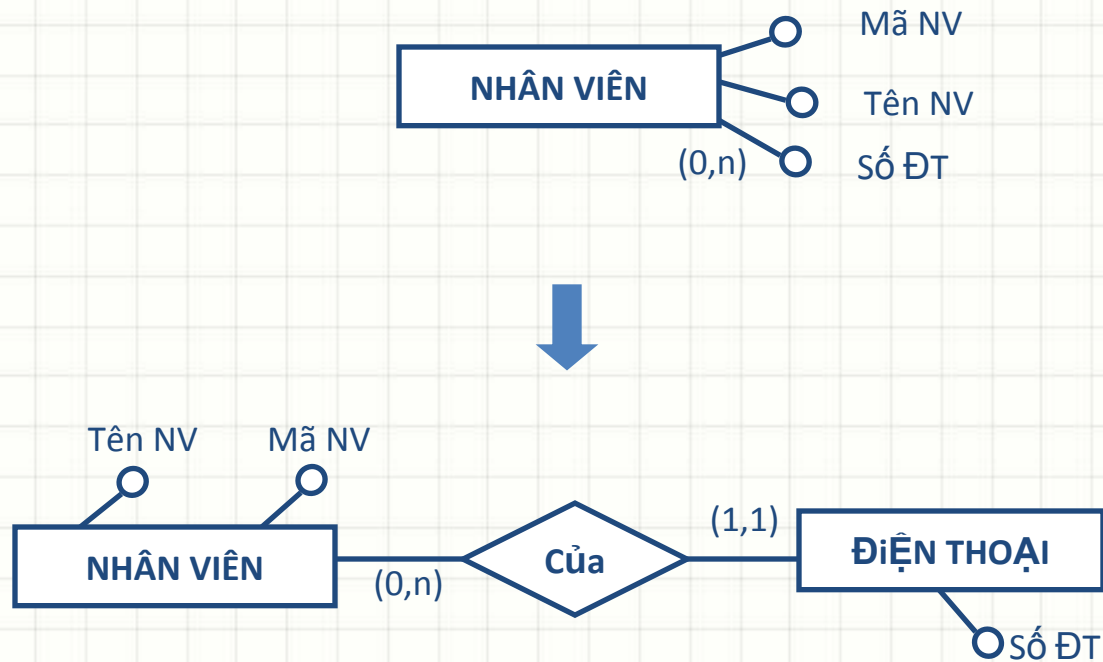 Mã NV
NHÂN VIÊN
Tên NV
(0,n)
Số ĐT
Tên NV
Mã NV
(1,1)
NHÂN VIÊN
(0,n)
Của
ĐiỆN THOẠI
Số ĐT